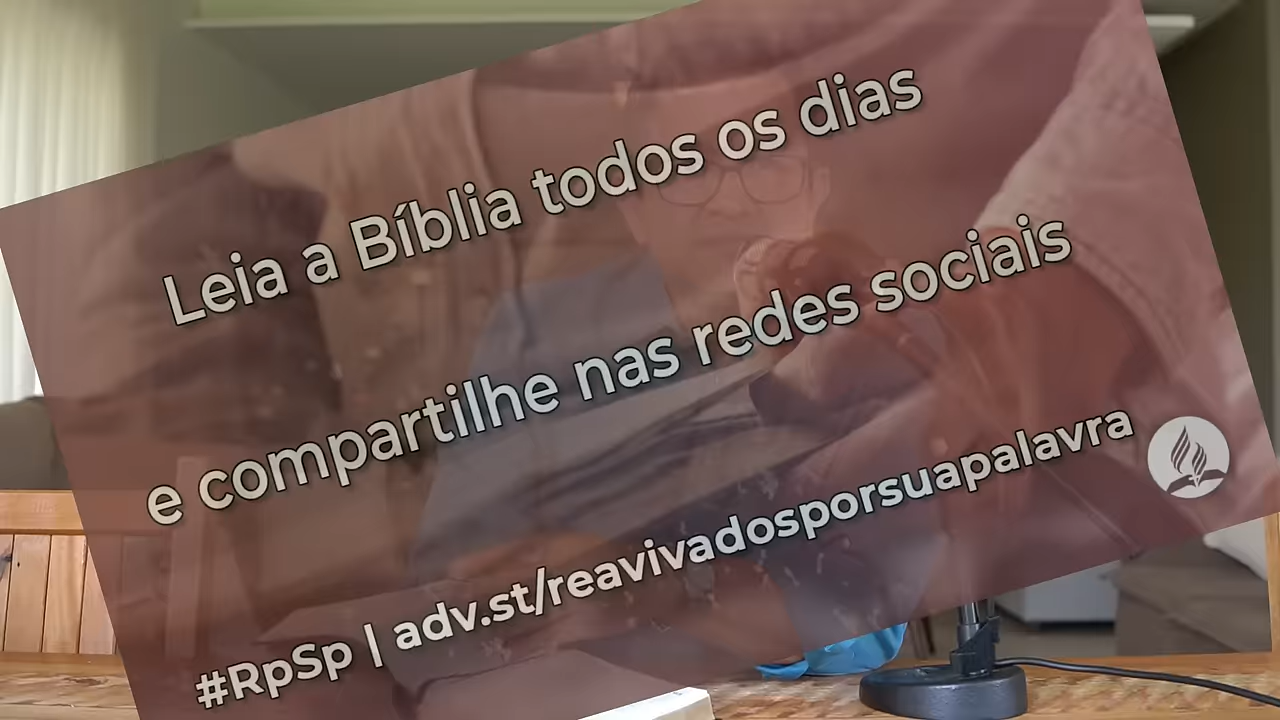 Leia a Bíblia todos os dias
e compartilhe nas redes sociais
#RpSp | adv.st/reavivadosporsuapalavra